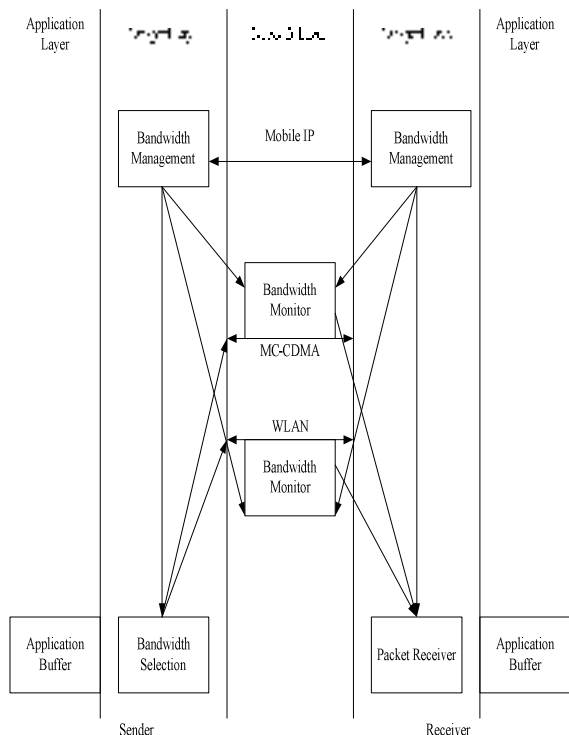 Application
Layer
Application
Layer
Bandwidth
Management
Mobile IP
Bandwidth
Management
Bandwidth
Monitor
MC-CDMA
WLAN
Bandwidth
Monitor
Application
Buffer
Bandwidth
Selection
Packet Receiver
Application
Buffer
Sender
Receiver